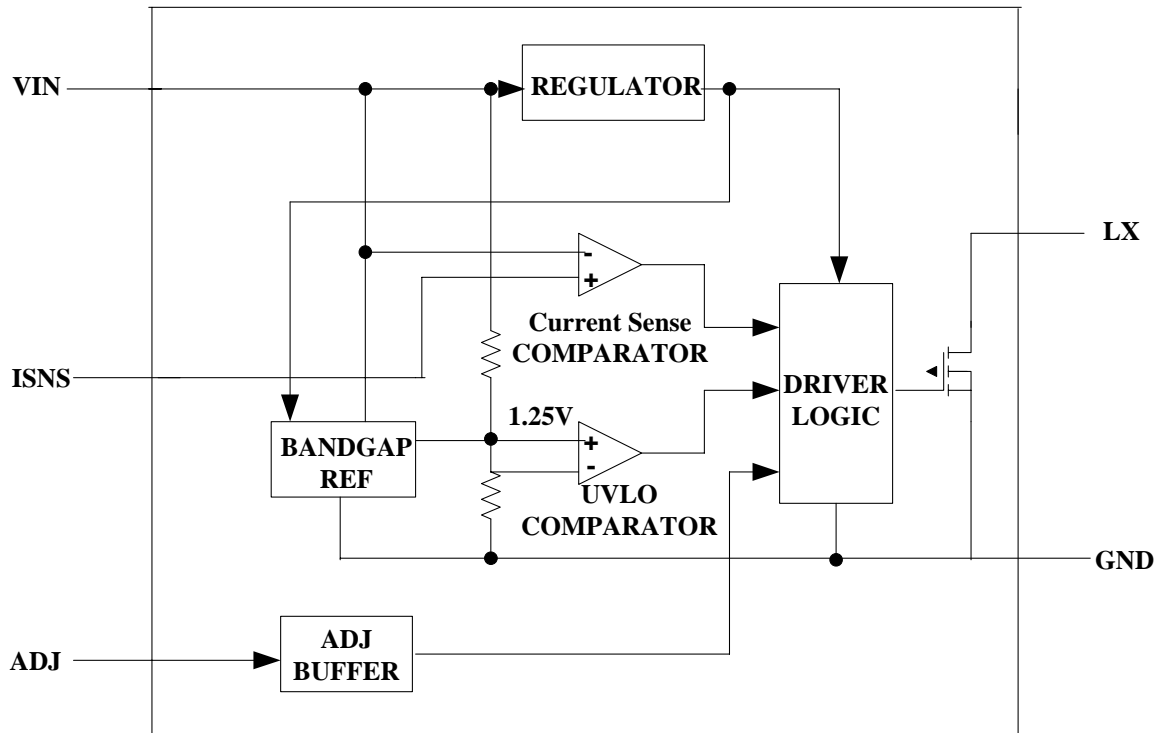 VIN
REGULATOR
LX
-
+
Current Sense
COMPARATOR
ISNS
DRIVER
LOGIC
1.25V
BANDGAP
REF
+
-
UVLO
COMPARATOR
GND
ADJ
ADJ
BUFFER